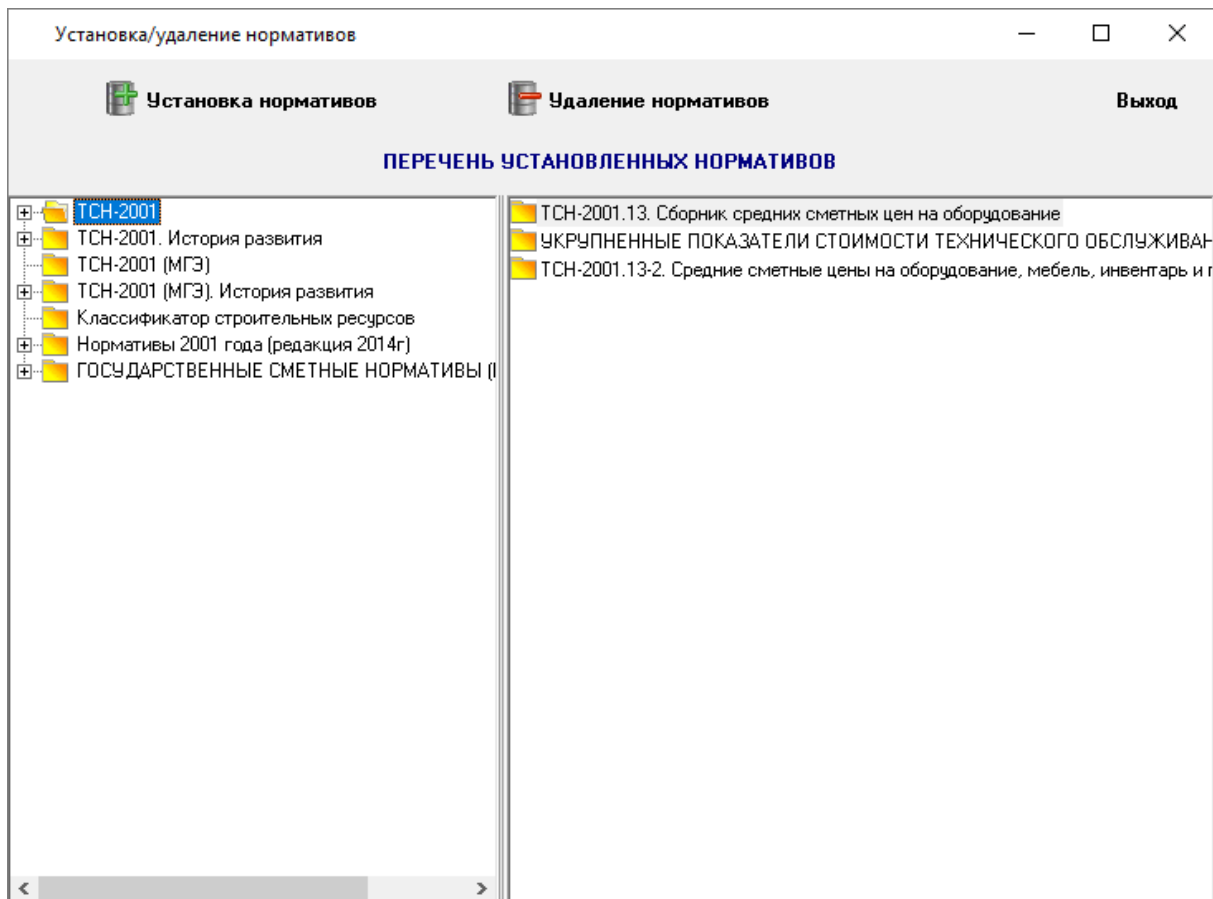 Установка/удаление нормативов
Установка нормативов
Удаление нормативов
Выход
ПЕРЕЧЕНЬ УСТАНОВЛЕННЫХ НОРМАТИВОВ
ТСН-2001
ТСН-2001. История развития
ТСН-2001 (МГЭ)
ТСН-2001 (МГЭ). История развития
Классификатор строительных ресурсов
Нормативы 2001 года (редакция 2014г)
ГОСУДАРСТВЕННЫЕ СМЕТНЫЕ НОРМАТИВЫ (
ТСН-2001.13. Сборник средних сметных цен на оборудование
УКРУПНЕННЫЕ ПОКАЗАТЕЛИ СТОИМОСТИ ТЕХНИЧЕСКОГО ОБСЛУЖИВАН
ТСН-2001.13-2. Средние сметные цены на оборудование, мебель, инвентарь и